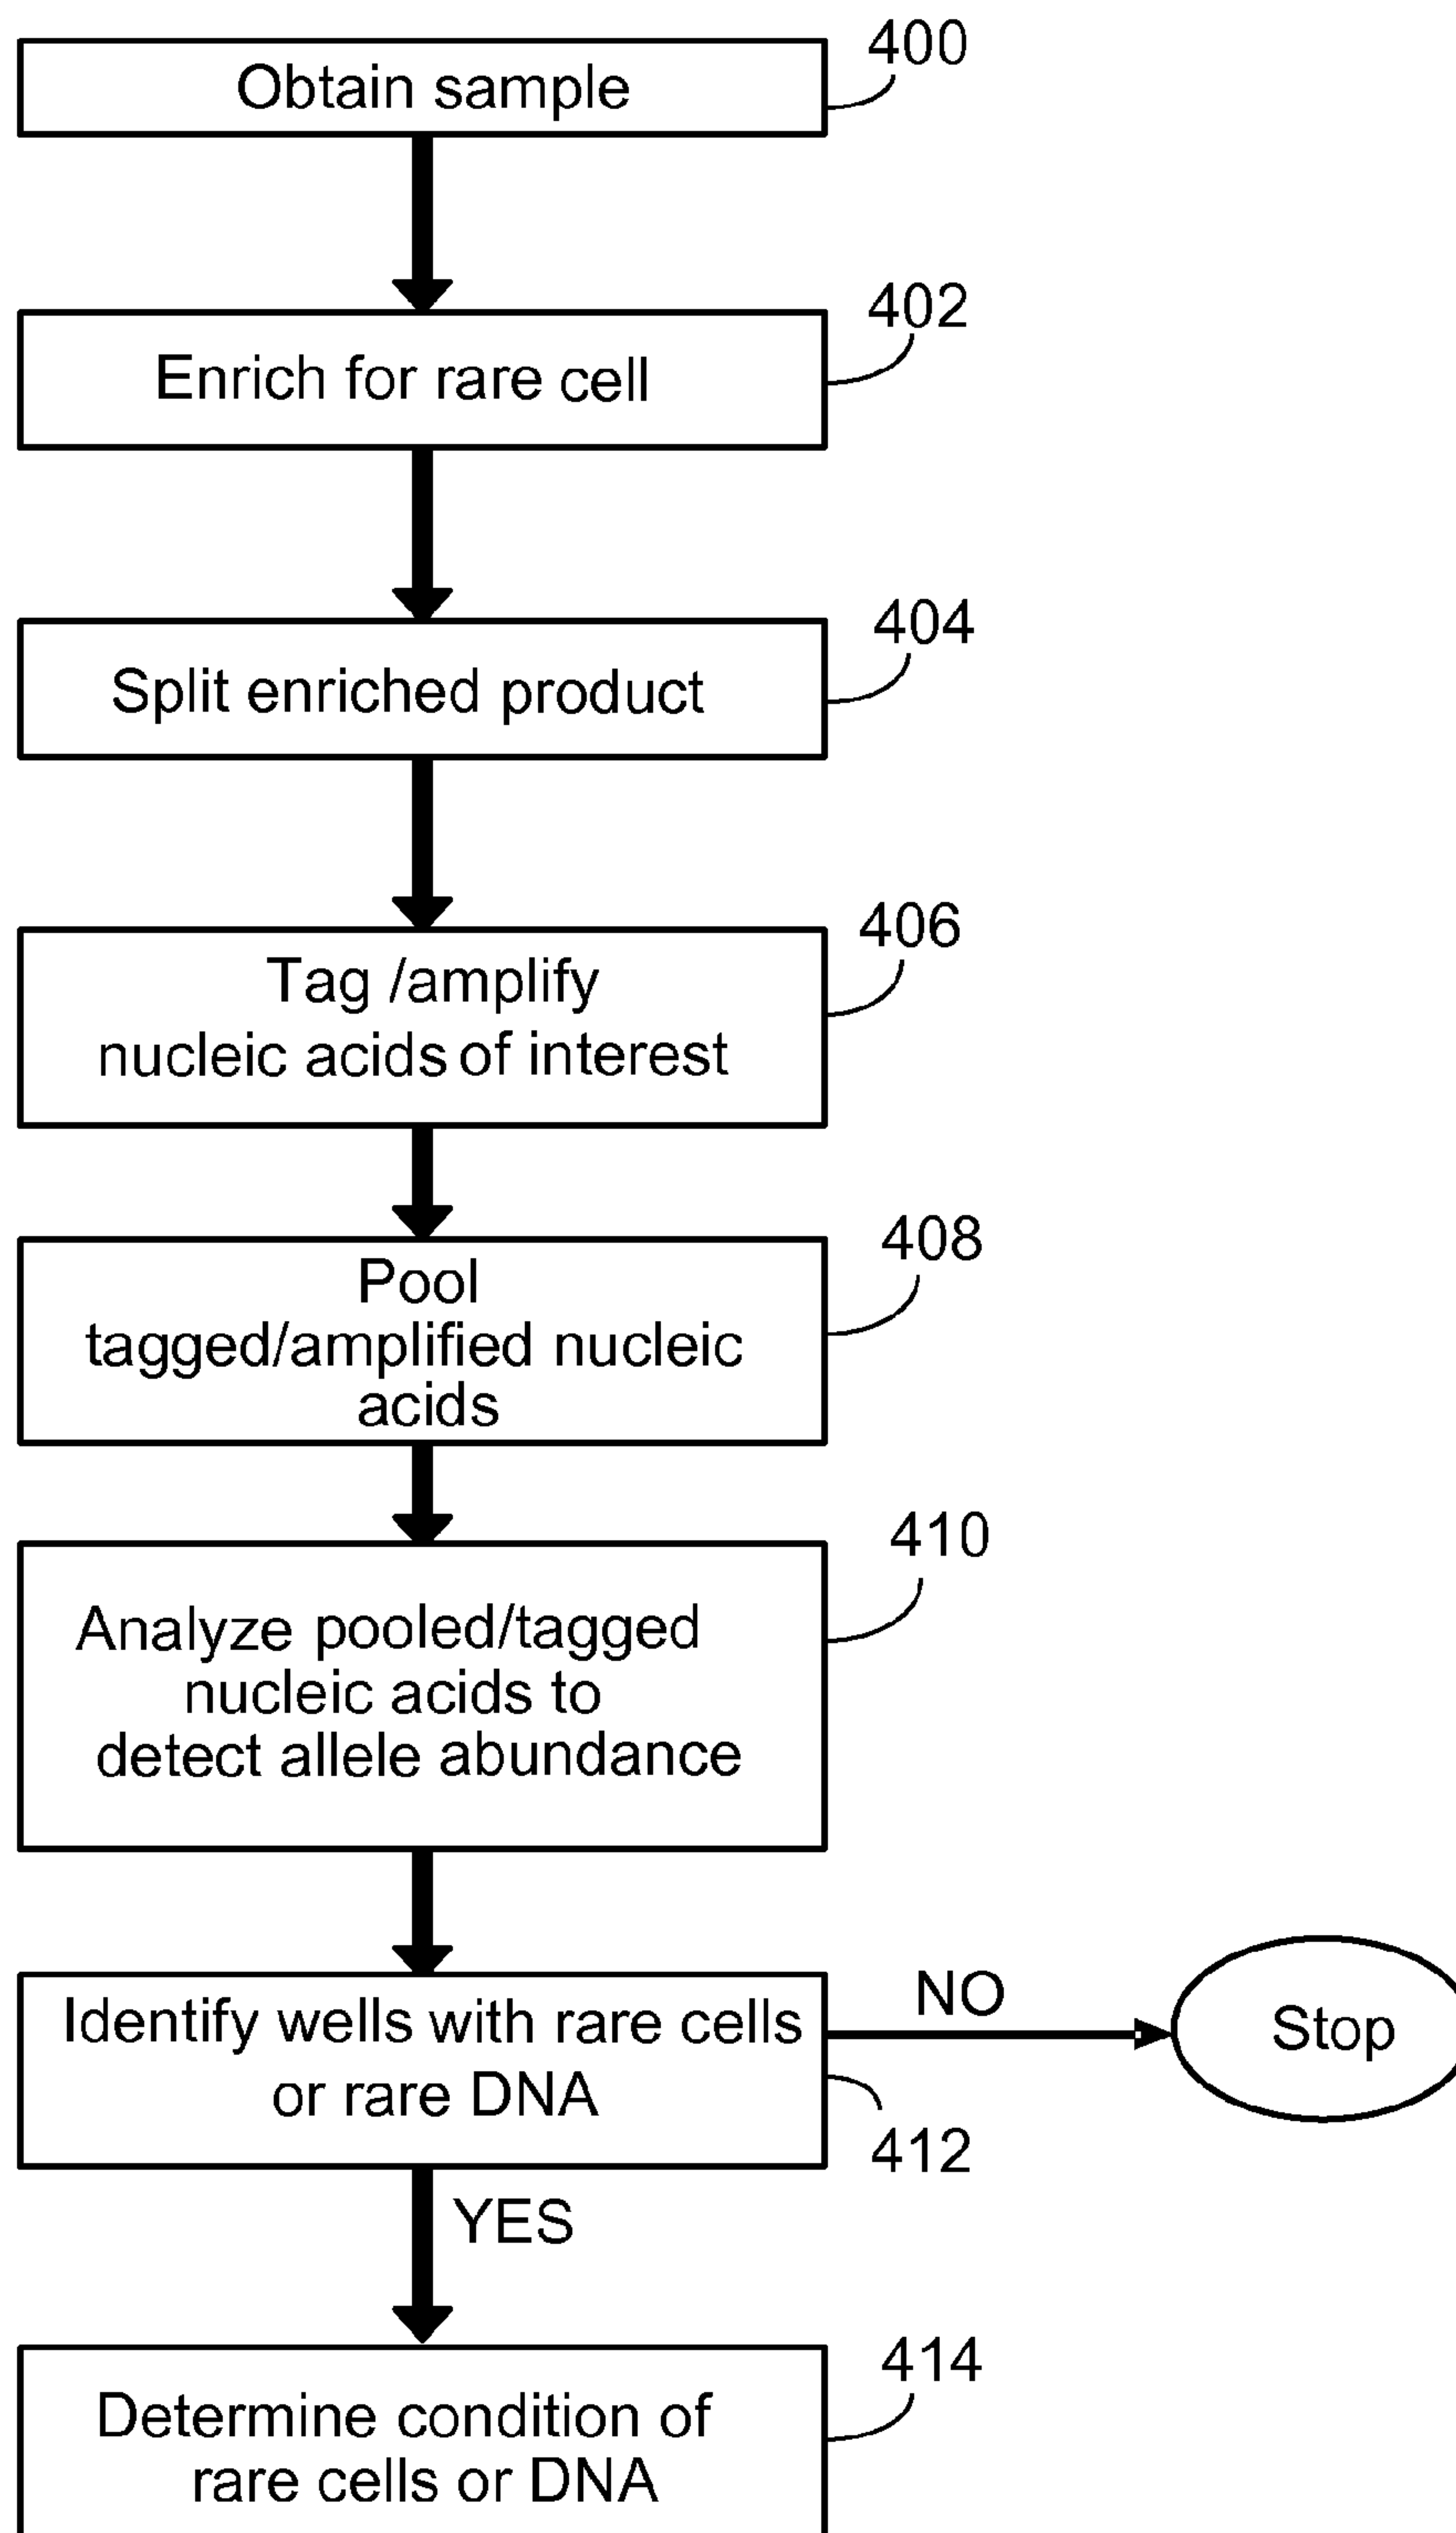 Obtain sample
400
Enrich for rare cell
402
Split enriched product
404
Tag /amplify
nucleic acids of interest
406
Pool
tagged/amplified nucleic
acids
408
Analyze pooled/tagged
nucleic acids to
detect allele abundance
410
Identify wells with rare cells
or rare DNA
412
NO
Stop
YES
Determine condition of
rare cells or DNA
414